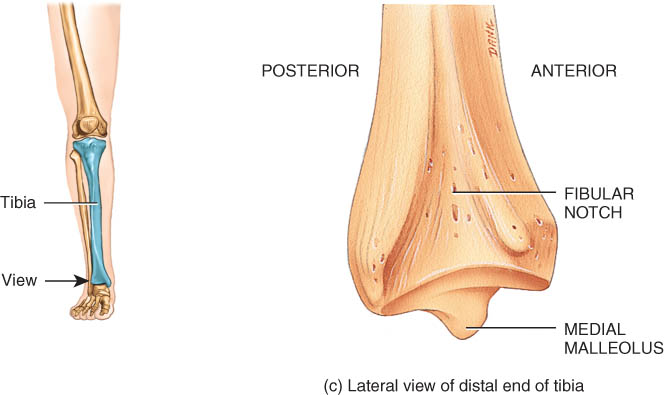 POSTERIOR
ANTERIOR
Tibia
FIBULAR
NOTCH
View
MEDIAL
MALLEOLUS
(c) Lateral view of distal end of tibia